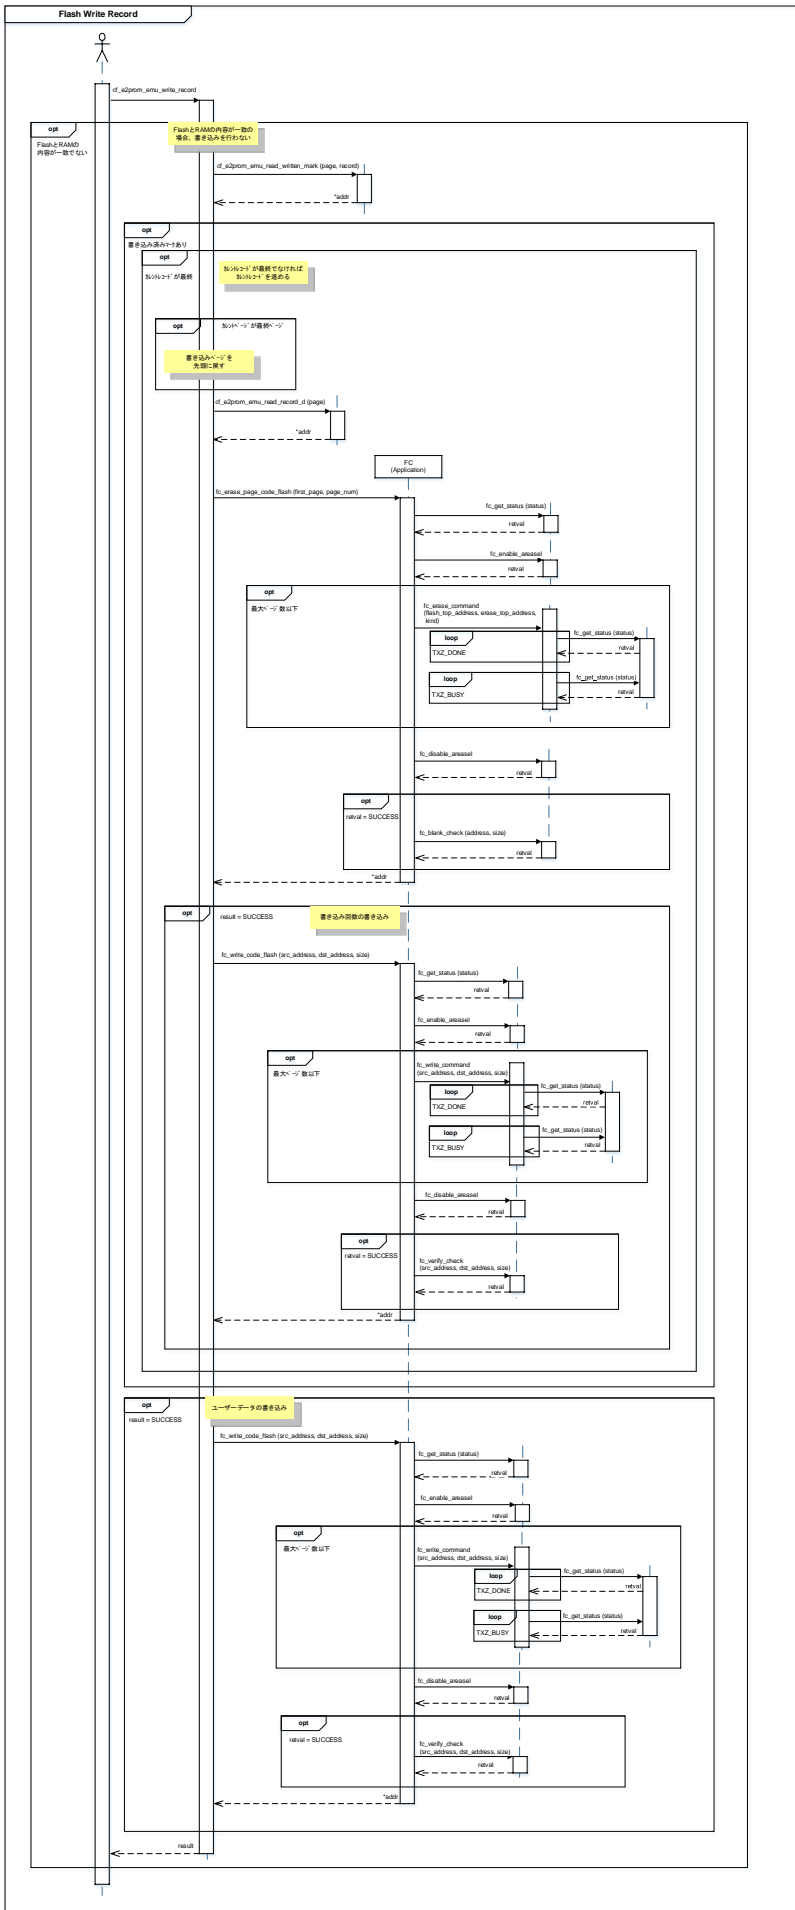 Flash Write Record
cf_e2prom_emu_write_record
opt
FlashとRAMの
内容が一致でない
FlashとRAMの内容が一致の
場合、書き込みを行わない
cf_e2prom_emu_read_written_mark (page, record)
*addr
opt
書き込み済みﾏｰｸあり
opt
ｶﾚﾝﾄﾚｺｰﾄﾞが最終
ｶﾚﾝﾄﾚｺｰﾄﾞが最終でなければ
ｶﾚﾝﾄﾚｺｰﾄﾞを進める
opt
ｶﾚﾝﾄﾍﾟｰｼﾞが最終ﾍﾟｰｼﾞ
書き込みﾍﾟｰｼﾞを
先頭に戻す
cf_e2prom_emu_read_record_d (page)
*addr
FC
(Application)
fc_erase_page_code_flash (first_page, page_num)
fc_get_status (status)
retval
fc_enable_areasel
retval
opt
最大ﾍﾟｰｼﾞ数以下
fc_erase_command
(flash_top_address, erase_top_address,
kind)
loop
TXZ_DONE
fc_get_status (status)
retval
loop
TXZ_BUSY
fc_get_status (status)
retval
fc_disable_areasel
retval
opt
retval = SUCCESS
fc_blank_check (address, size)
retval
*addr
opt
result = SUCCESS
書き込み回数の書き込み
fc_write_code_flash (src_address, dst_address, size)
fc_get_status (status)
retval
fc_enable_areasel
retval
opt
最大ﾍﾟｰｼﾞ数以下
fc_write_command
(src_address, dst_address, size)
loop
TXZ_DONE
fc_get_status (status)
retval
loop
TXZ_BUSY
fc_get_status (status)
retval
fc_disable_areasel
retval
opt
retval = SUCCESS
fc_verify_check
(src_address, dst_address, size)
retval
*addr
opt
result = SUCCESS
ユーザーデータの書き込み
fc_write_code_flash (src_address, dst_address, size)
fc_get_status (status)
retval
fc_enable_areasel
retval
opt
最大ﾍﾟｰｼﾞ数以下
fc_write_command
(src_address, dst_address, size)
loop
TXZ_DONE
fc_get_status (status)
retval
loop
TXZ_BUSY
fc_get_status (status)
retval
fc_disable_areasel
retval
opt
retval = SUCCESS
fc_verify_check
(src_address, dst_address, size)
retval
*addr
result